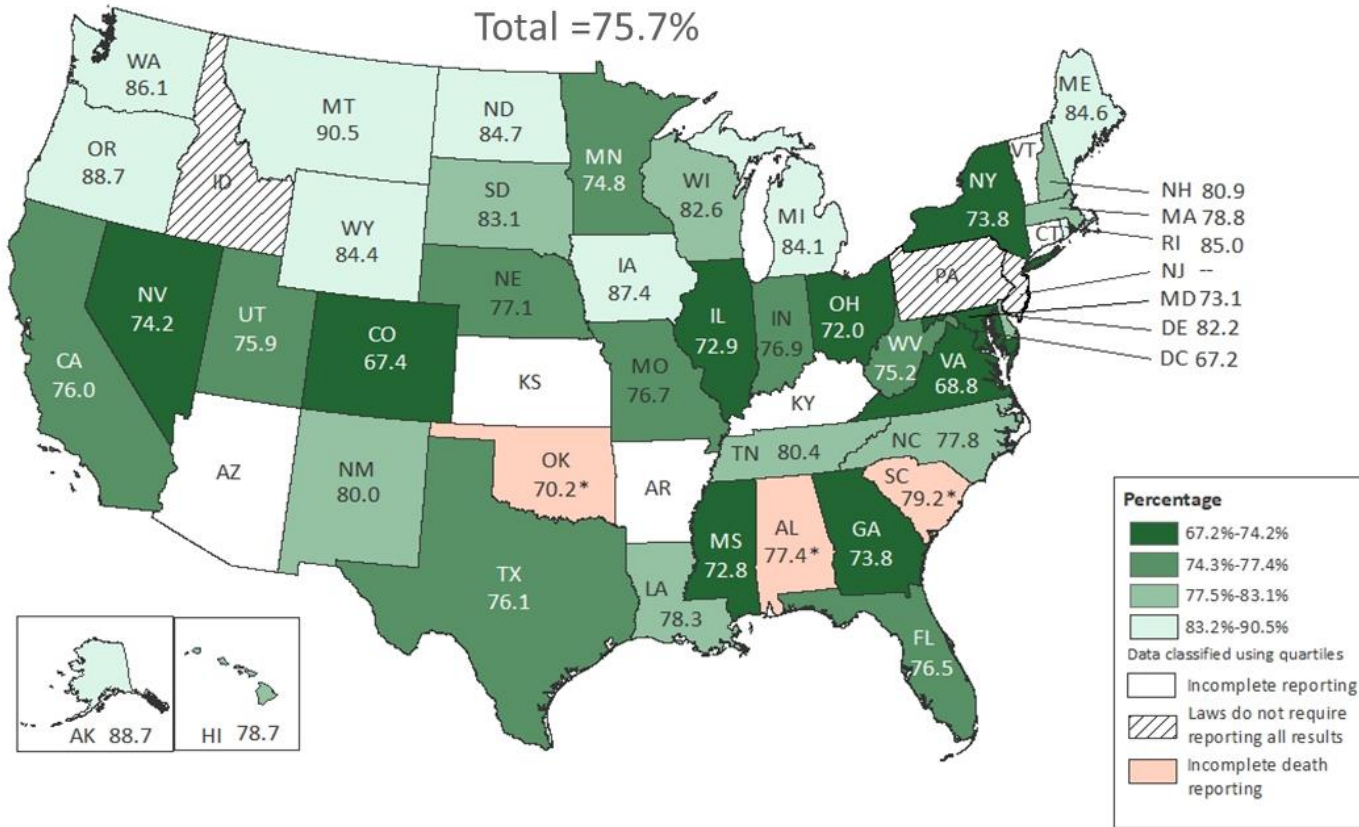 Total =75.7%
WA
86.1
MT
90.5
ND
84.7
ME
84.6
OR
88.7
ID
MN
74.8
VT
NY
73.8
NH 80.9
MA 78.8
RI 85.0
NJ --
MD 73.1
DE 82.2
DC 67.2
SD
83.1
WI
82.6
MI
84.1
WY
84.4
CT
IA
87.4
PA
NE
77.1
NV
74.2
UT
75.9
CO
67.4
IL
72.9
IN
76.9
OH
72.0
WV
75.2
VA
68.8
CA
76.0
KS
MO
76.7
KY
AZ
NM
80.0
OK
70.2*
AR
TN 80.4
NC 77.8
SC
79.2*
MS
72.8
AL
77.4*
GA
73.8
TX
76.1
LA
78.3
FL
76.5
AK 88.7
HI 78.7
Percentage
67.2%-74.2%
74.3%-77.4%
77.5%-83.1%
83.2%-90.5%
Data classified using quartiles
Incomplete reporting
Laws do not require
reporting all results
Incomplete death
reporting